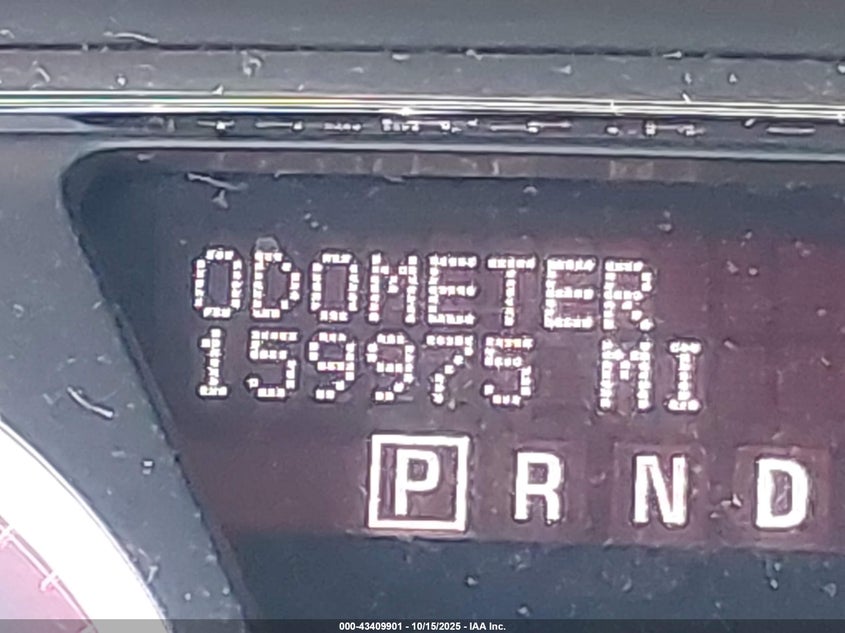 ODOMETER
159975 MI
P R N D
000-43409901 - 10/15/2025 - IAA Inc.